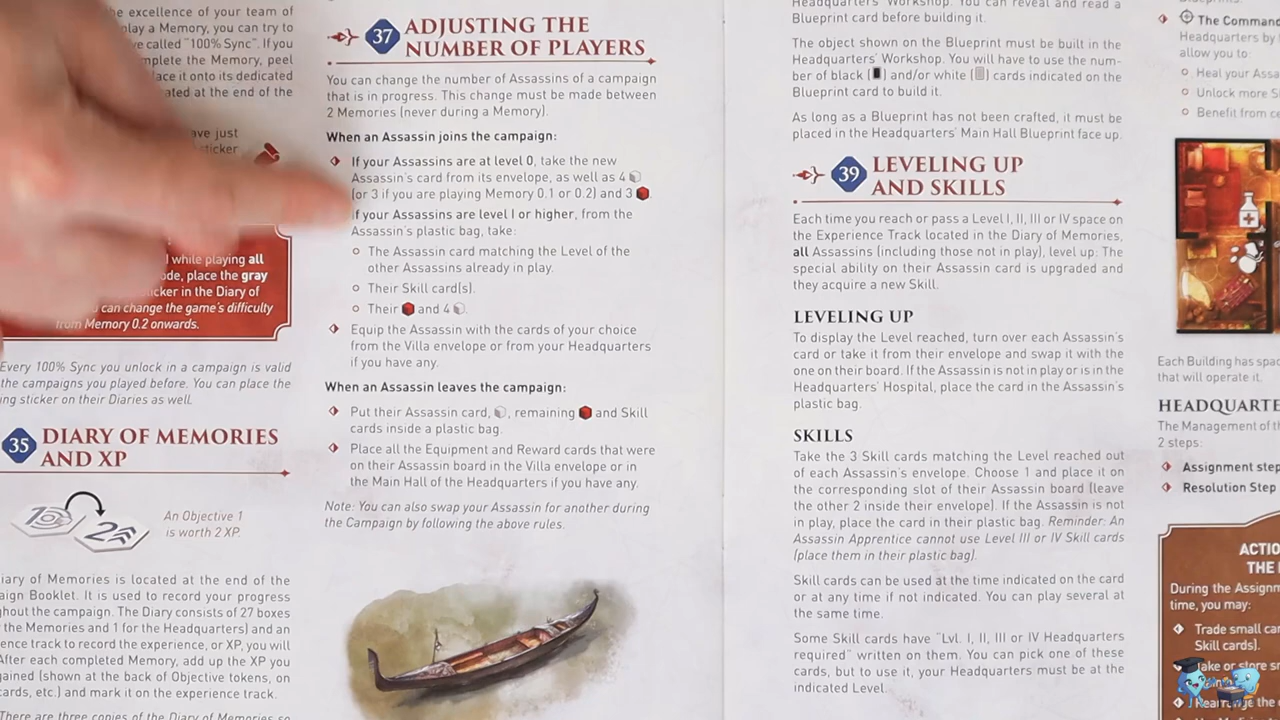 the excellence of your team of
play a Memory, you can try to
called "100% Sync". If you
complete the Memory, peel
place it onto its dedicated
at the end of the
have just
sticker
while playing all
place the gray
sticker in the Diary of
can change the game's difficulty
from Memory 0.2 onwards.
Every 100% Sync you unlock in a campaign is valid
the campaigns you played before. You can place the
sticker on their Diaries as well.
35 DIARY OF MEMORIES
AND XP
An Objective 1
is worth 2 XP.
Diary of Memories is located at the end of the
Booklet. It is used to record your progress
the campaign. The Diary consists of 27 boxes
the Memories and 1 for the Headquarters) and an
track to record the experience, or XP, you will
After each completed Memory, add up the XP you
gained (shown at the back of Objective tokens, on
cards, etc.) and mark it on the experience track.
There are three copies of the Diary of Memories so
37 ADJUSTING THE
NUMBER OF PLAYERS
You can change the number of Assassins of a campaign
that is in progress. This change must be made between
2 Memories (never during a Memory).
When an Assassin joins the campaign:
If your Assassins are at level 0, take the new
Assassin's card from its envelope, as well as 4
(or 3 if you are playing Memory 0.1 or 0.2) and 3
If your Assassins are level I or higher, from the
Assassin's plastic bag, take:
The Assassin card matching the Level of the
other Assassins already in play.
Their Skill card(s).
Their and 4
Equip the Assassin with the cards of your choice
from the Villa envelope or from your Headquarters
if you have any.
When an Assassin leaves the campaign:
Put their Assassin card, , remaining and Skill
cards inside a plastic bag.
Place all the Equipment and Reward cards that were
on their Assassin board in the Villa envelope or in
the Main Hall of the Headquarters if you have any.
Note: You can also swap your Assassin for another during
the Campaign by following the above rules.
Headquarters' Workshop. You can reveal and read a
Blueprint card before building it.
The object shown on the Blueprint must be built in the
Headquarters' Workshop. You will have to use the num-
ber of black ( ) and/or white ( ) cards indicated on the
Blueprint card to build it.
As long as a Blueprint has not been crafted, it must be
placed in the Headquarters' Main Hall Blueprint face up.
39 LEVELING UP
AND SKILLS
Each time you reach or pass a Level I, II, III or IV space on
the Experience Track located in the Diary of Memories,
all Assassins (including those not in play), level up: The
special ability on their Assassin card is upgraded and
they acquire a new Skill.
LEVELING UP
To display the Level reached, turn over each Assassin's
card or take it from their envelope and swap it with the
one on their board. If the Assassin is not in play or is in the
Headquarters' Hospital, place the card in the Assassin's
plastic bag.
SKILLS
Take the 3 Skill cards matching the Level reached out
of each Assassin's envelope. Choose 1 and place it on
the corresponding slot of their Assassin board (leave
the other 2 inside their envelope). If the Assassin is not
in play, place the card in their plastic bag. Reminder: An
Assassin Apprentice cannot use Level III or IV Skill cards
(place them in their plastic bag).
Skill cards can be used at the time indicated on the card
or at any time if not indicated. You can play several at
the same time.
Some Skill cards have "Lvl. I, II, III or IV Headquarters
required" written on them. You can pick one of these
cards, but to use it, your Headquarters must be at the
indicated Level.
The Command
Headquarters by
allow you to:
Heal your Assa
Unlock more S
Benefit from ce
Each Building has spac
that will operate it.
HEADQUARTE
The Management of t
2 steps:
Assignment step
Resolution Step
ACTIO
THE
During the Assignm
time, you may:
Trade small car
Skill cards).
Take or store sm
Rearrange the